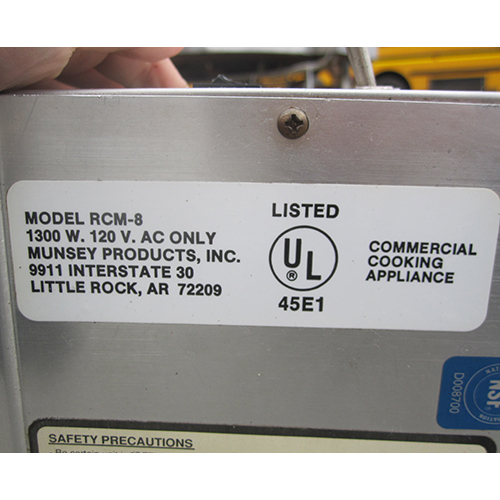 MODEL RCM-8
1300 W. 120 V. AC ONLY
MUNSEY PRODUCTS, INC.
9911 INTERSTATE 30
LITTLE ROCK, AR 72209
LISTED
UL
®
45E1
COMMERCIAL
COOKING
APPLIANCE
NSF
D008700
SAFETY PRECAUTIONS